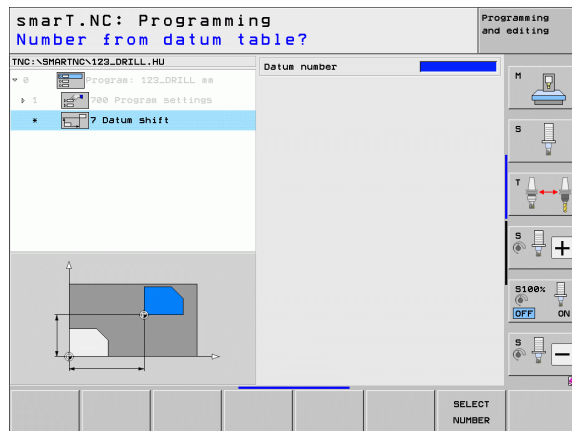 smarT.NC: Programming
Programming
and editing
Number from datum table?
TNC:\SMARTNC\123_DRILL.HU
Datum number
0 Program: 123_DRILL mm
1 700 Program settings
* 7 Datum shift
M
S
T
S
+
S100%
OFF ON
S
−
SELECT
NUMBER